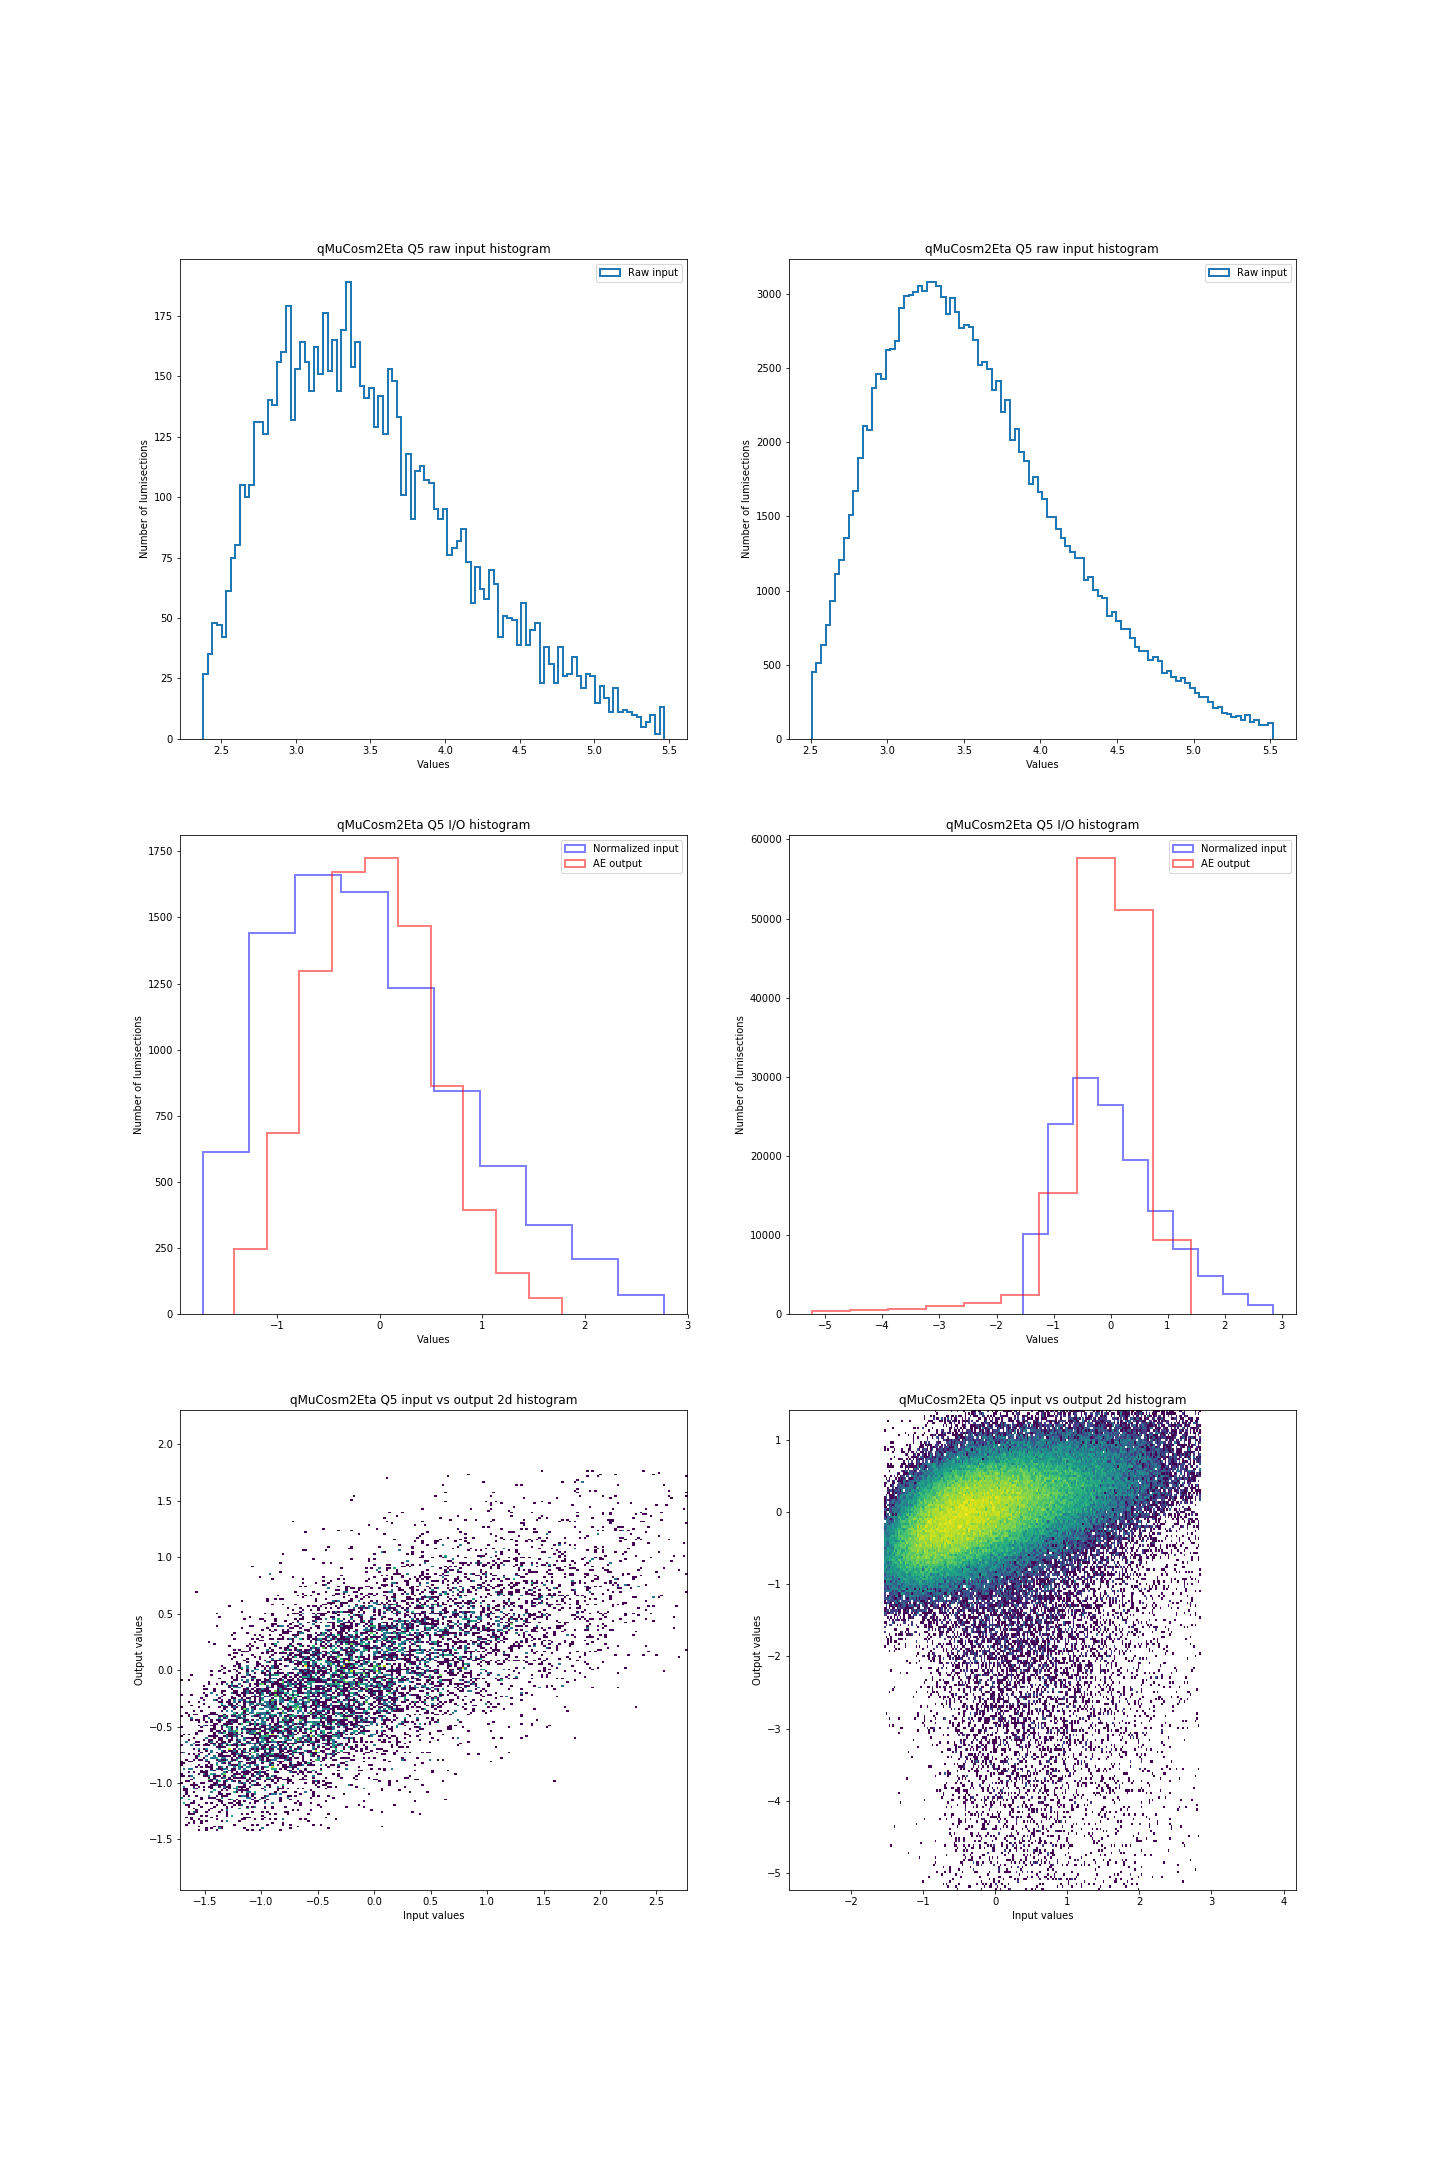 qMuCosm2Eta Q5 raw input histogram
Raw input
Number of lumisections
175
150
125
100
75
50
25
0
2.5 3.0 3.5 4.0 4.5 5.0 5.5
Values
qMuCosm2Eta Q5 raw input histogram
Raw input
Number of lumisections
3000
2500
2000
1500
1000
500
0
2.5 3.0 3.5 4.0 4.5 5.0 5.5
Values
qMuCosm2Eta Q5 I/O histogram
Normalized input
AE output
Number of lumisections
1750
1500
1250
1000
750
500
250
0
−1 0 1 2 3
Values
qMuCosm2Eta Q5 I/O histogram
Normalized input
AE output
Number of lumisections
60000
50000
40000
30000
20000
10000
0
−5 −4 −3 −2 −1 0 1 2 3
Values
qMuCosm2Eta Q5 input vs output 2d histogram
Output values
2.0
1.5
1.0
0.5
0.0
−0.5
−1.0
−1.5
−1.5 −1.0 −0.5 0.0 0.5 1.0 1.5 2.0 2.5
Input values
qMuCosm2Eta Q5 input vs output 2d histogram
Output values
1
0
−1
−2
−3
−4
−5
−2 −1 0 1 2 3 4
Input values